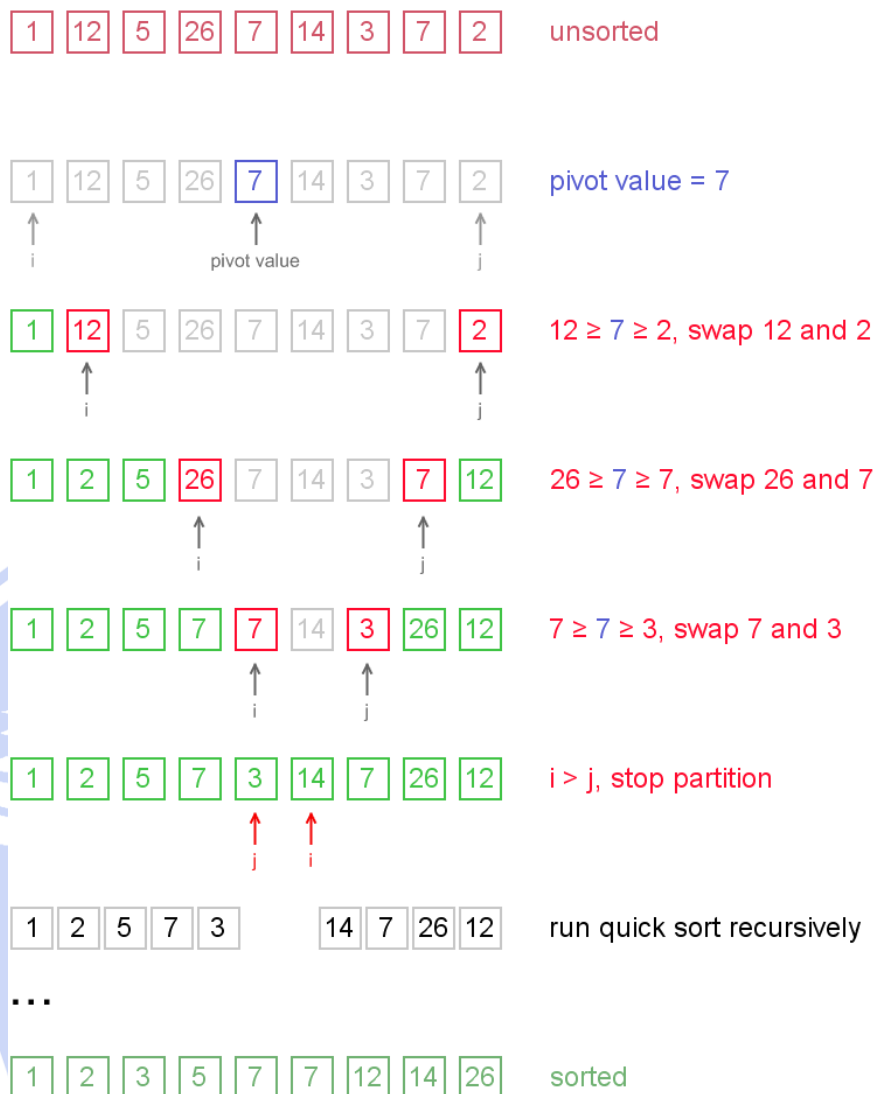 1 12 5 26 7 14 3 7 2 unsorted
1 12 5 26 7 14 3 7 2 pivot value = 7
i pivot value j
1 12 5 26 7 14 3 7 2 12 ≥ 7 ≥ 2, swap 12 and 2
i j
1 2 5 26 7 14 3 7 12 26 ≥ 7 ≥ 7, swap 26 and 7
i j
1 2 5 7 7 14 3 26 12 7 ≥ 7 ≥ 3, swap 7 and 3
i j
1 2 5 7 3 14 7 26 12 i > j, stop partition
j i
1 2 5 7 3 14 7 26 12 run quick sort recursively
...
1 2 3 5 7 7 12 14 26 sorted